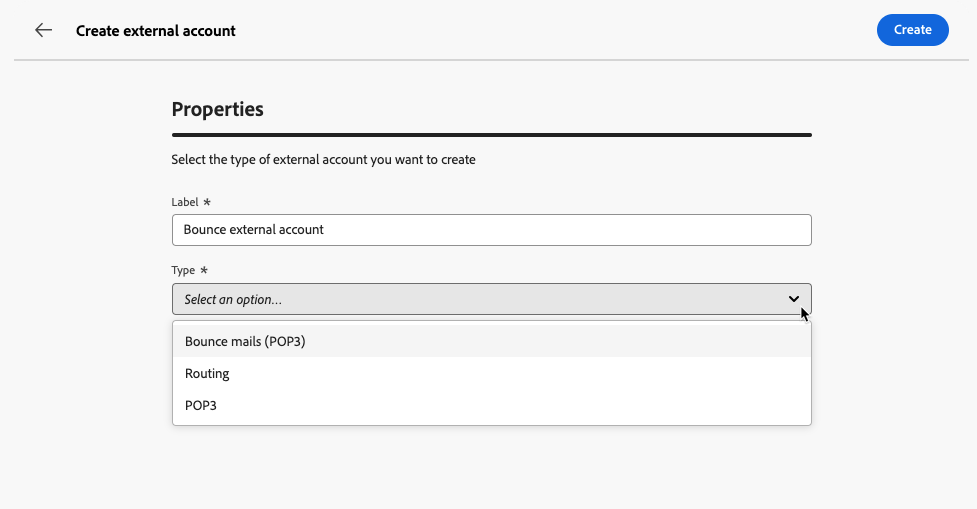 Create external account
Create
Properties
Select the type of external account you want to create
Label *
Bounce external account
Type *
Select an option...
Bounce mails (POP3)
Routing
POP3